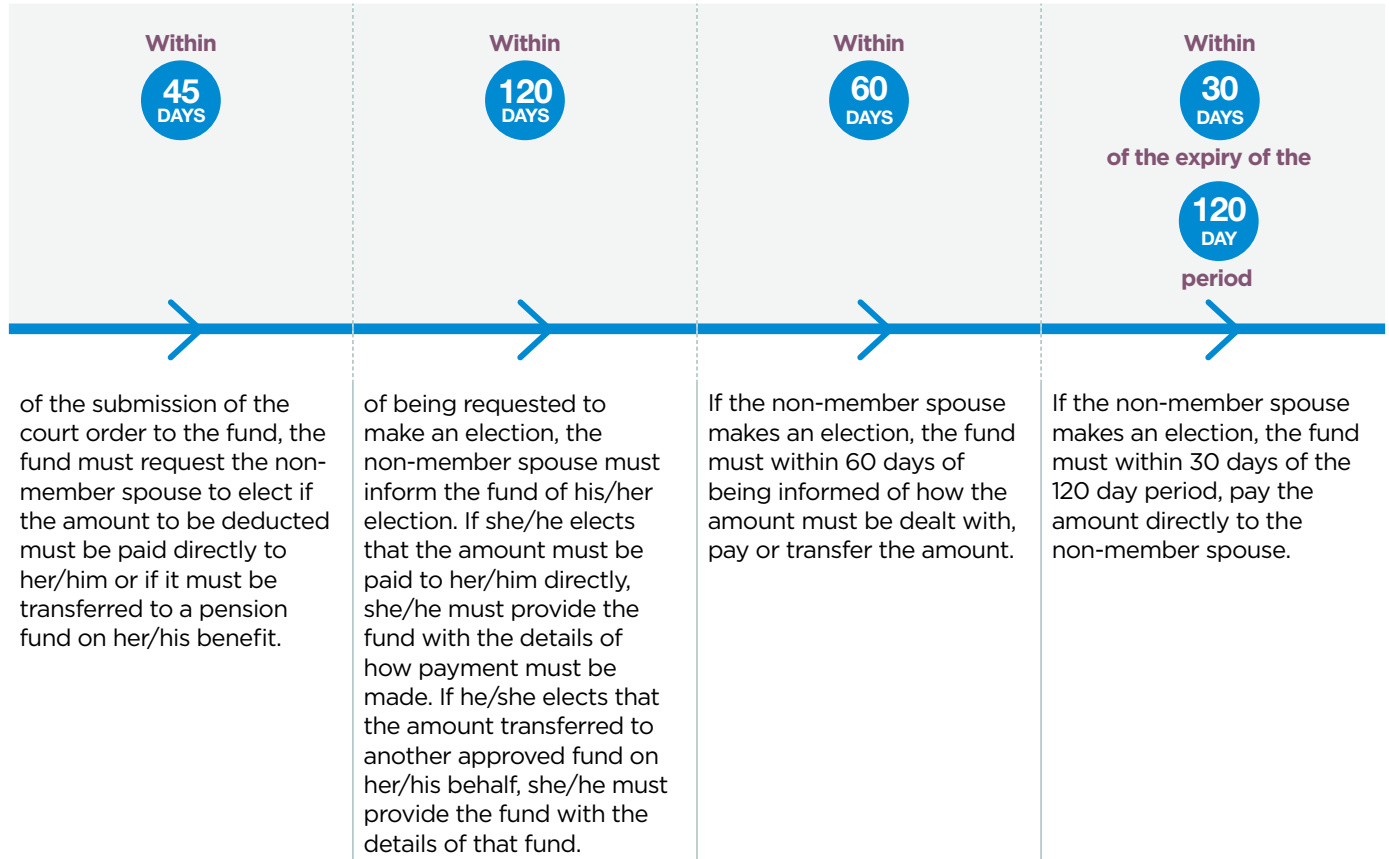 Within
45
DAYS
of the submission of the
court order to the fund, the
fund must request the non-
member spouse to elect if
the amount to be deducted
must be paid directly to
her/him or if it must be
transferred to a pension
fund on her/his benefit.
Within
120
DAYS
of being requested to
make an election, the
non-member spouse must
inform the fund of his/her
election. If she/he elects
that the amount must be
paid to her/him directly,
she/he must provide the
fund with the details of
how payment must be
made. If he/she elects that
the amount transferred to
another approved fund on
her/his behalf, she/he must
provide the fund with the
details of that fund.
Within
60
DAYS
If the non-member spouse
makes an election, the fund
must within 60 days of
being informed of how the
amount must be dealt with,
pay or transfer the amount.
Within
30
DAYS
of the expiry of the
120
DAY
period
If the non-member spouse
makes an election, the fund
must within 30 days of the
120 day period, pay the
amount directly to the
non-member spouse.